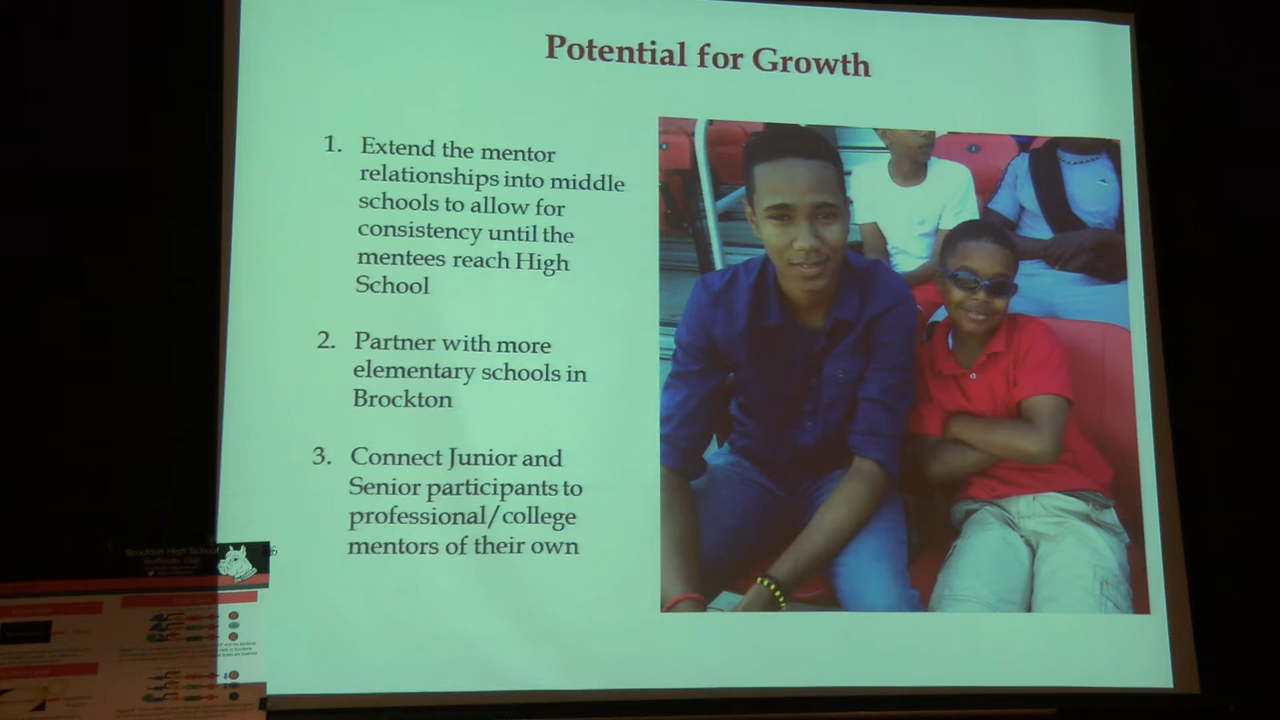 Potential for Growth
1. Extend the mentor
relationships into middle
schools to allow for
consistency until the
mentees reach High
School
2. Partner with more
elementary schools in
Brockton
3. Connect Junior and
Senior participants to
professional/college
mentors of their own
Brockton High School